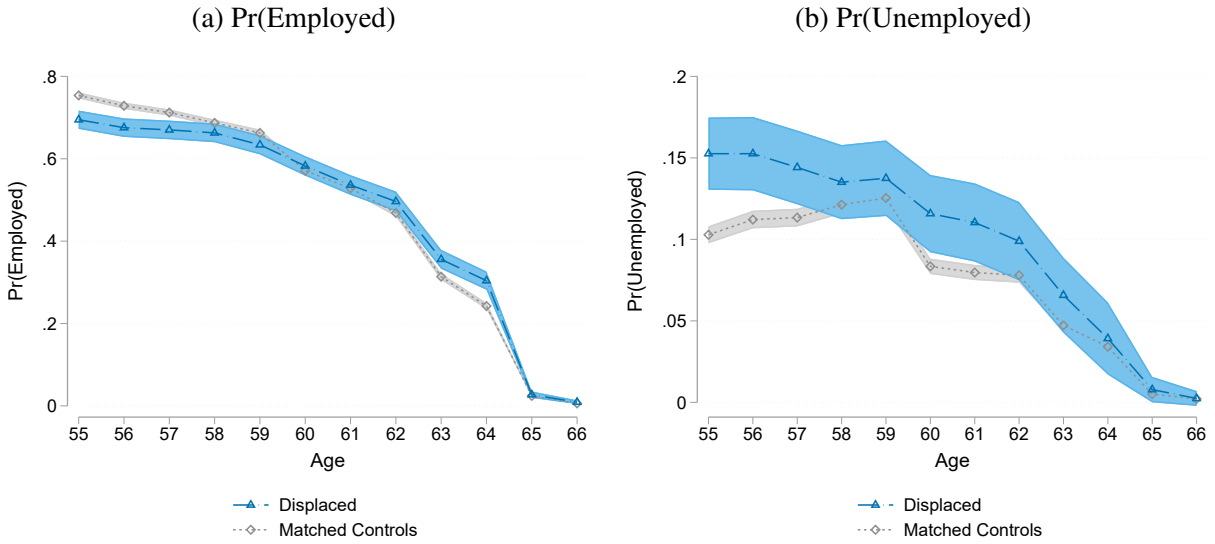 (a) Pr(Employed)
Pr(Employed)
.8
.6
.4
.2
0
55 56 57 58 59 60 61 62 63 64 65 66
Age
Displaced
Matched Controls
(b) Pr(Unemployed)
Pr(Unemployed)
.2
.15
.1
.05
0
55 56 57 58 59 60 61 62 63 64 65 66
Age
Displaced
Matched Controls